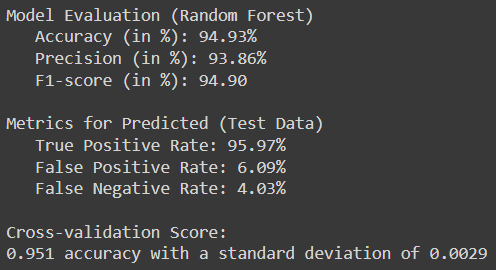 Model Evaluation (Random Forest)
Accuracy (in %): 94.93%
Precision (in %): 93.86%
F1-score (in %): 94.90
Metrics for Predicted (Test Data)
True Positive Rate: 95.97%
False Positive Rate: 6.09%
False Negative Rate: 4.03%
Cross-validation Score:
0.951 accuracy with a standard deviation of 0.0029